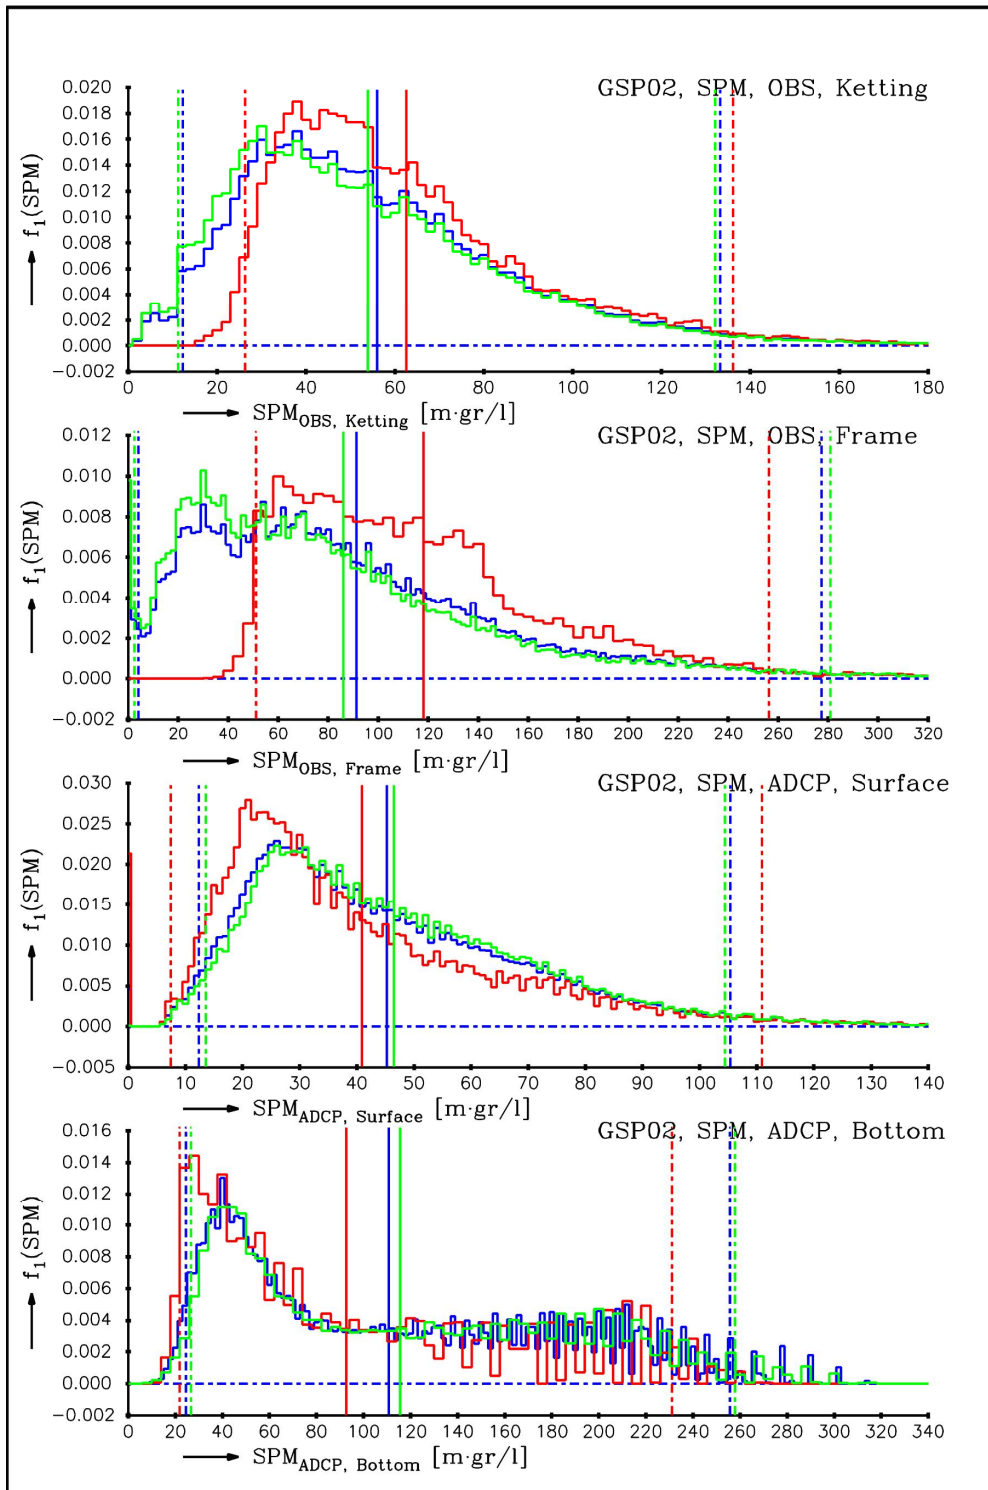 GSP02, SPM, OBS, Ketting
f1(SPM)
0.020
0.018
0.016
0.014
0.012
0.010
0.008
0.006
0.004
0.002
0.000
−0.002
0 20 40 60 80 100 120 140 160 180
SPM OBS, Ketting [m·gr/l]
GSP02, SPM, OBS, Frame
f1(SPM)
0.012
0.010
0.008
0.006
0.004
0.002
0.000
−0.002
0 20 40 60 80 100 120 140 160 180 200 220 240 260 280 300 320
SPM OBS, Frame [m·gr/l]
GSP02, SPM, ADCP, Surface
f1(SPM)
0.030
0.025
0.020
0.015
0.010
0.005
0.000
−0.005
0 10 20 30 40 50 60 70 80 90 100 110 120 130 140
SPM ADCP, Surface [m·gr/l]
GSP02, SPM, ADCP, Bottom
f1(SPM)
0.016
0.014
0.012
0.010
0.008
0.006
0.004
0.002
0.000
−0.002
0 20 40 60 80 100 120 140 160 180 200 220 240 260 280 300 320 340
SPM ADCP, Bottom [m·gr/l]